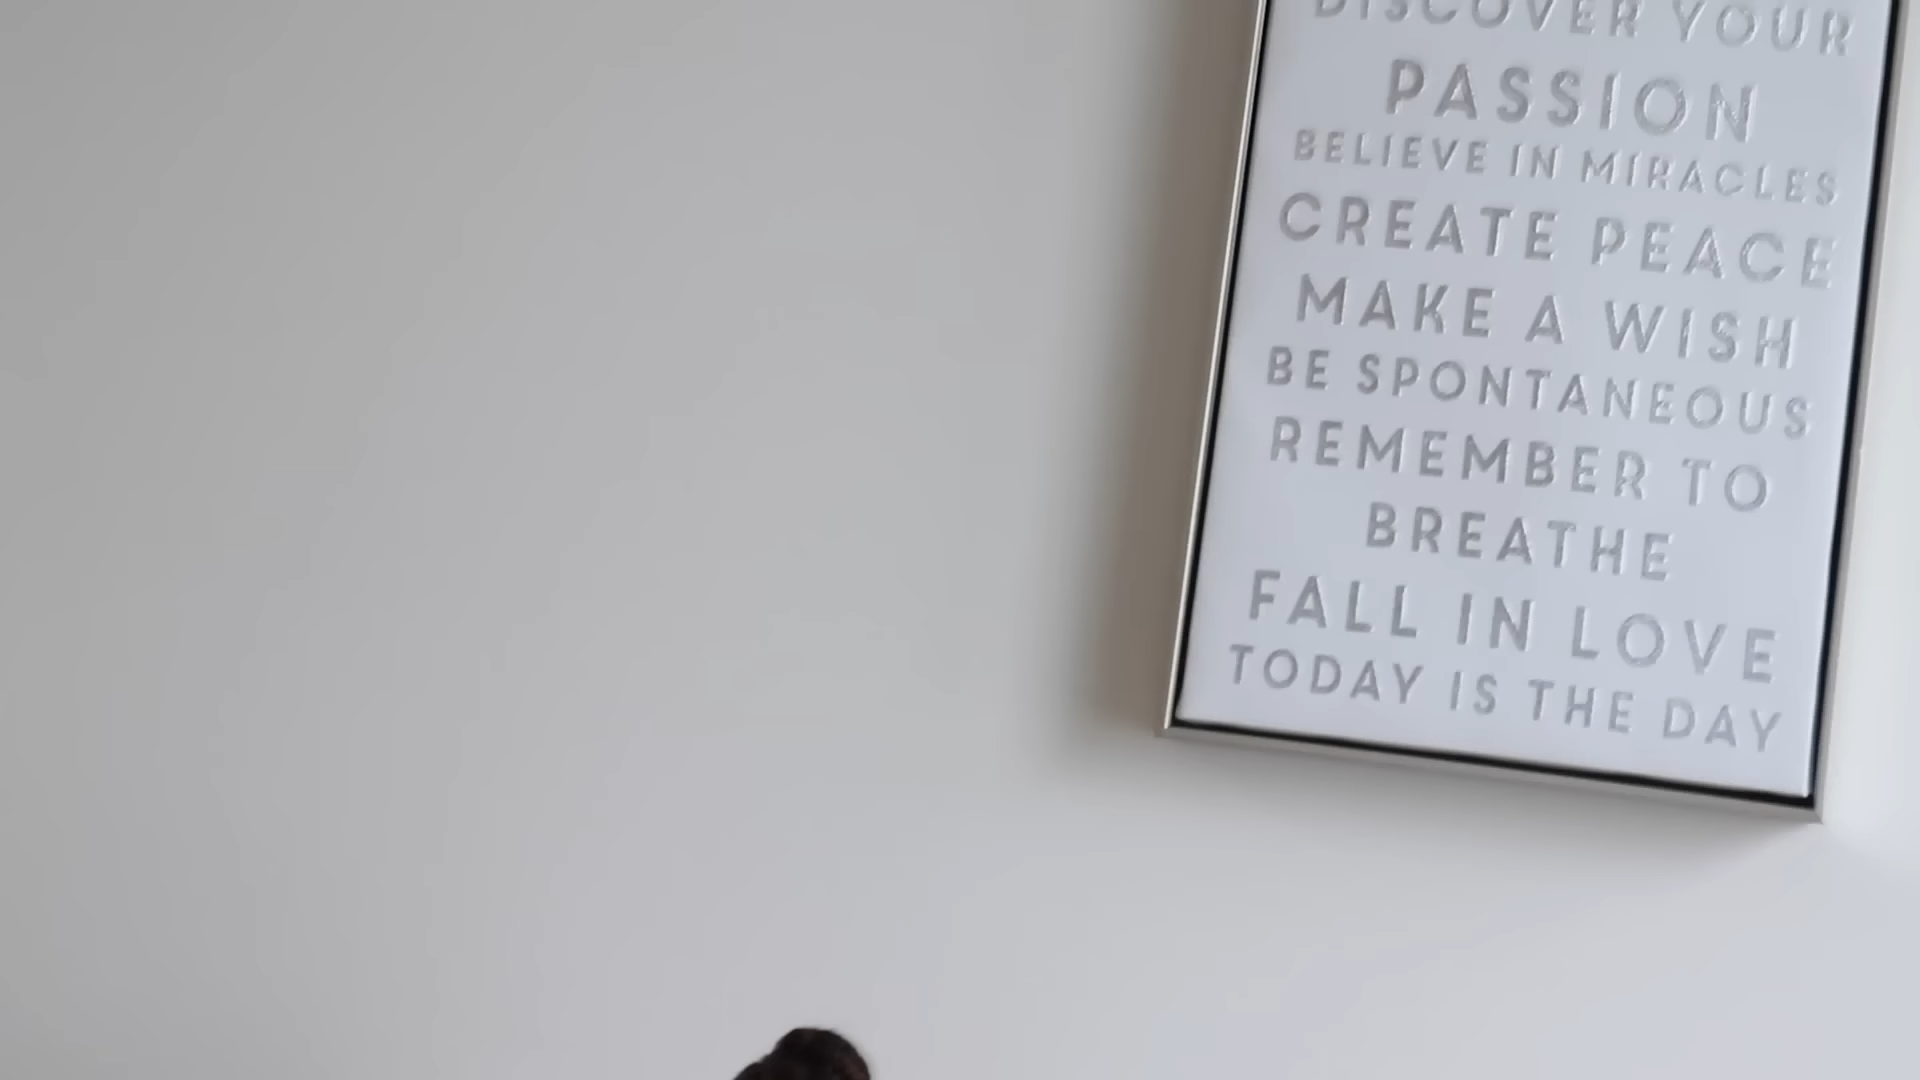 DISCOVER YOUR
PASSION
BELIEVE IN MIRACLES
CREATE PEACE
MAKE A WISH
BE SPONTANEOUS
REMEMBER TO
BREATHE
FALL IN LOVE
TODAY IS THE DAY